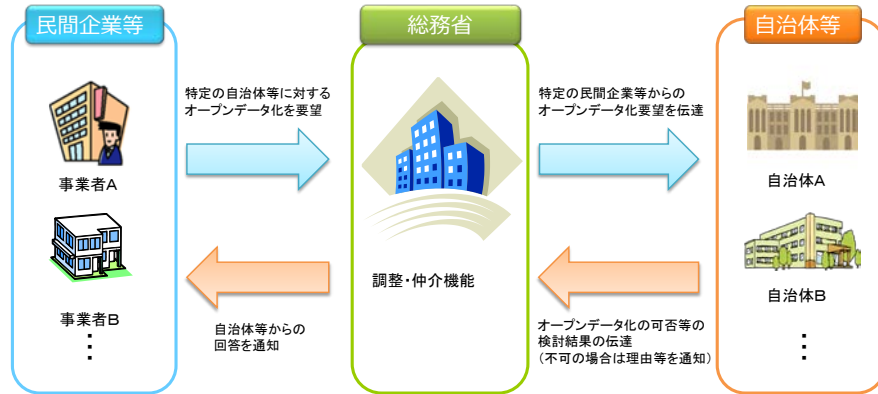 民間企業等
総務省
自治体等
特定の自治体等に対する
オープンデータ化を要望
特定の民間企業等からの
オープンデータ化要望を伝達
事業者A
自治体A
調整・仲介機能
自治体B
事業者B
自治体等からの
回答を通知
オープンデータ化の可否等の
検討結果の伝達
（不可の場合は理由等を通知）